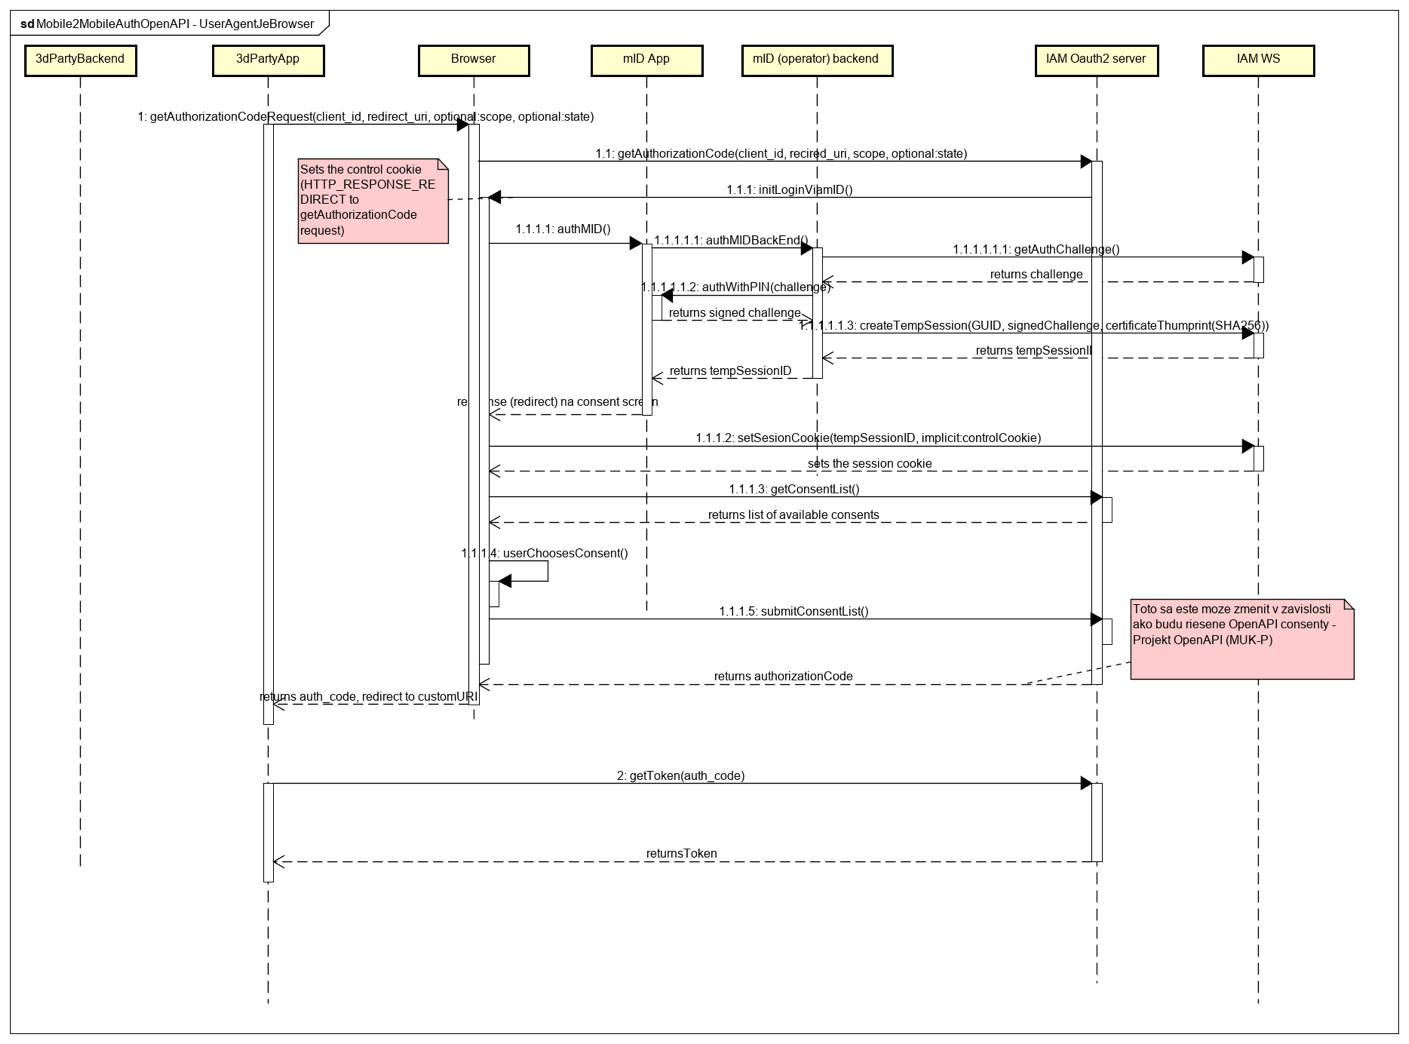 sd Mobile2MobileAuthOpenAPI - UserAgentJeBrowser
3dPartyBackend
3dPartyApp
Browser
mID App
mID (operator) backend
IAM Oauth2 server
IAM WS
1: getAuthorizationCodeRequest(client_id, redirect_uri, optional:scope, optional:state)
1.1: getAuthorizationCode(client_id, recired_uri, scope, optional:state)
Sets the control cookie
(HTTP_RESPONSE_RE
DIRECT to
getAuthorizationCode
request)
1.1.1: initLoginViamID()
1.1.1.1: authMID()
1.1.1.1.1: authMIDBackEnd()
1.1.1.1.1.1: getAuthChallenge()
returns challenge
1.1.1.1.1.2: authWithPIN(challenge)
returns signed challenge
1.1.1.1.1.3: createTempSession(GUID, signedChallenge, certificateThumprint(SHA256))
returns tempSessionID
returns tempSessionID
response (redirect) na consent screen
1.1.1.2: setSesionCookie(tempSessionID, implicit:controlCookie)
sets the session cookie
1.1.1.3: getConsentList()
returns list of available consents
1.1.1.4: userChoosesConsent()
1.1.1.5: submitConsentList()
Toto sa este moze zmenit v zavislosti
ako budu riesene OpenAPI consenty -
Projekt OpenAPI (MUK-P)
returns authorizationCode
returns auth_code, redirect to customURI
2: getToken(auth_code)
returnsToken